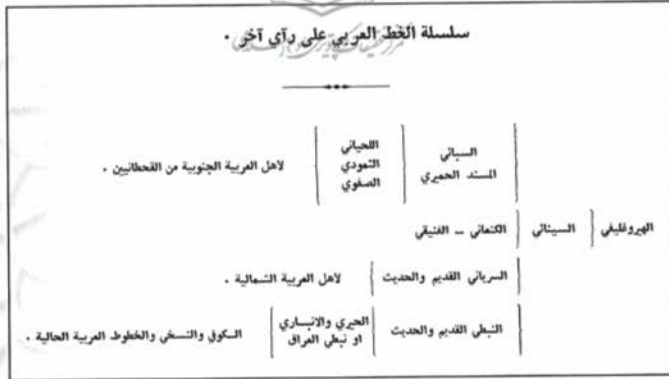 سلسلة الخط العربي على رآي آخر .
السبائي
المسند الحميري
اللحياني
الثمودي
الصفوي
لاهل العربية الجنوبية من القحطانيين .
الهيروغليفي
السينائي
الكنعاني – الفنيقي
السرياني القديم والحديث
لاهل العربية الشمالية .
النبطي القديم والحديث
الحيري والانباري
او نبطي العراق
الكوفي والنسخي والخطوط العربية الحالية .